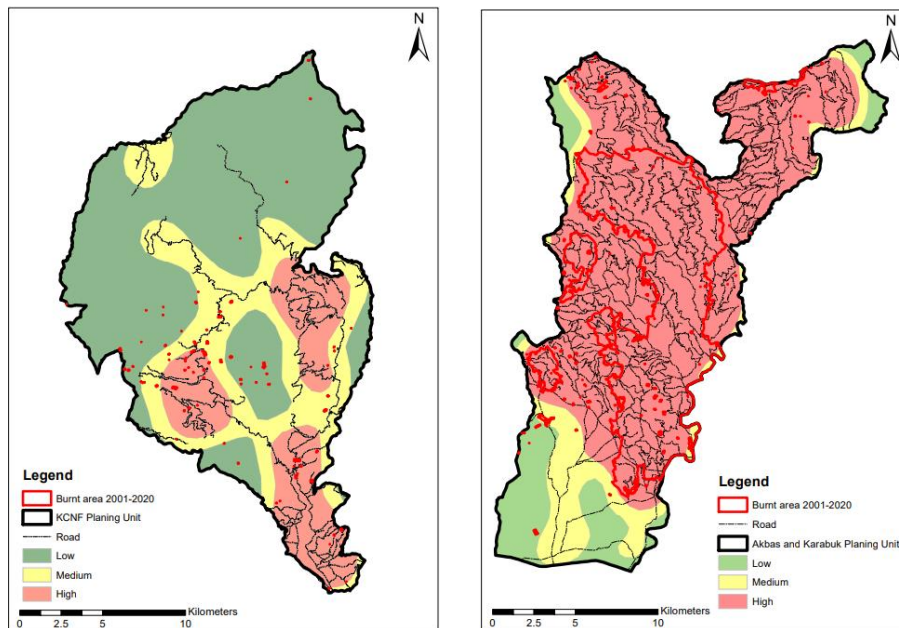 N
Legend
Burnt area 2001-2020
KCNF Planing Unit
Road
Low
Medium
High
Kilometers
0 2.5 5 10
N
Legend
Burnt area 2001-2020
Road
Akbas and Karabuk Planing Unit
Low
Medium
High
Kilometers
0 2.5 5 10